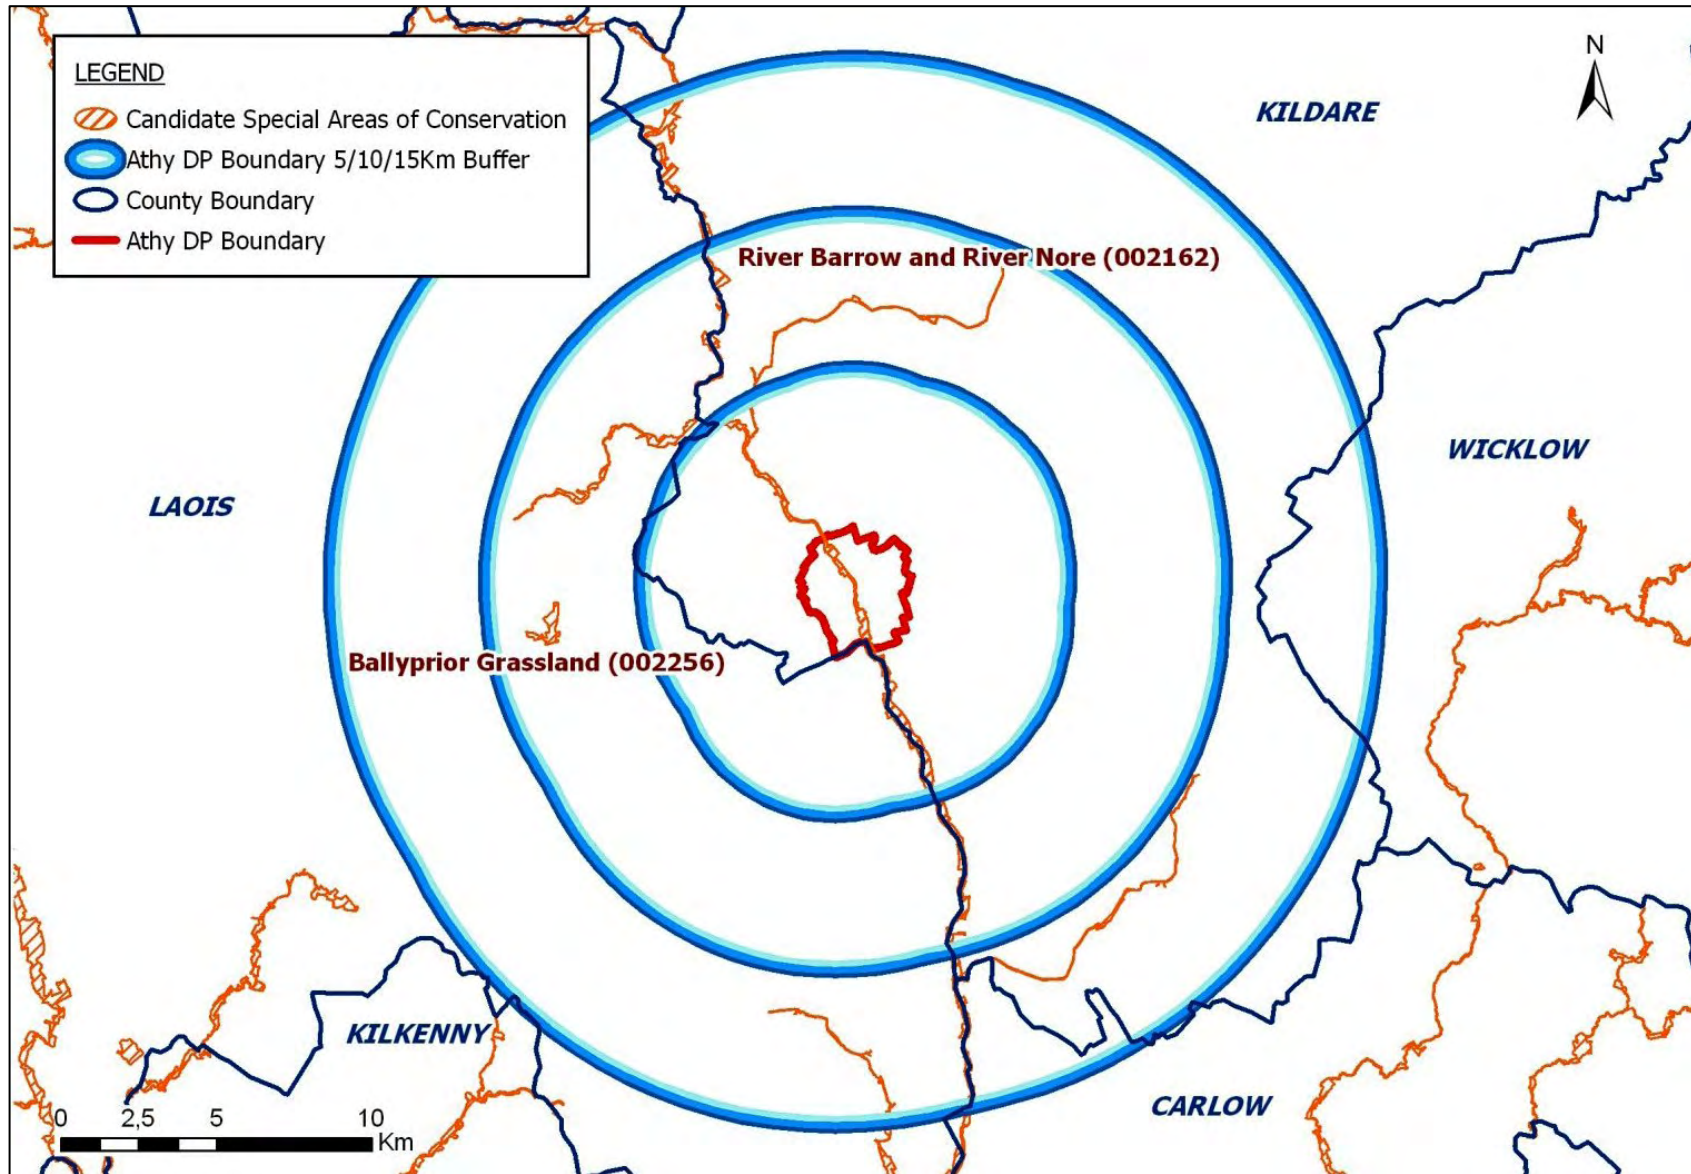 LEGEND
Candidate Special Areas of Conservation
Athy DP Boundary 5/10/15Km Buffer
County Boundary
Athy DP Boundary
N
KILDARE
River Barrow and River Nore (002162)
WICKLOW
LAOIS
Ballyprior Grassland (002256)
KILKENNY
CARLOW
0 2,5 5 10
Km